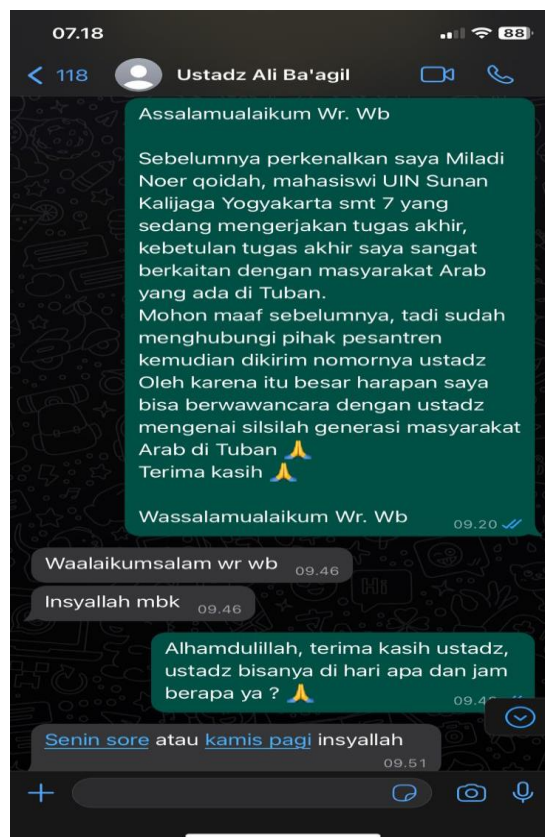 07.18 88
118 Ustadz Ali Ba'agil
Assalamualaikum Wr. Wb
Sebelumnya perkenalkan saya Miladi
Noer qoidah, mahasiswi UIN Sunan
Kalijaga Yogyakarta smt 7 yang
sedang mengerjakan tugas akhir,
kebetulan tugas akhir saya sangat
berkaitan dengan masyarakat Arab
yang ada di Tuban.
Mohon maaf sebelumnya, tadi sudah
menghubungi pihak pesantren
kemudian dikirim nomornya ustadz
Oleh karena itu besar harapan saya
bisa berwawancara dengan ustadz
mengenai silsilah generasi masyarakat
Arab di Tuban 🙏
Terima kasih 🙏
Wassalamualaikum Wr. Wb 09.20
Waalaikumsalam wr wb 09.46
Insyallah mbk 09.46
Alhamdulillah, terima kasih ustadz,
ustadz bisanya di hari apa dan jam
berapa ya ? 🙏
Senin sore atau kamis pagi insyallah
09.51